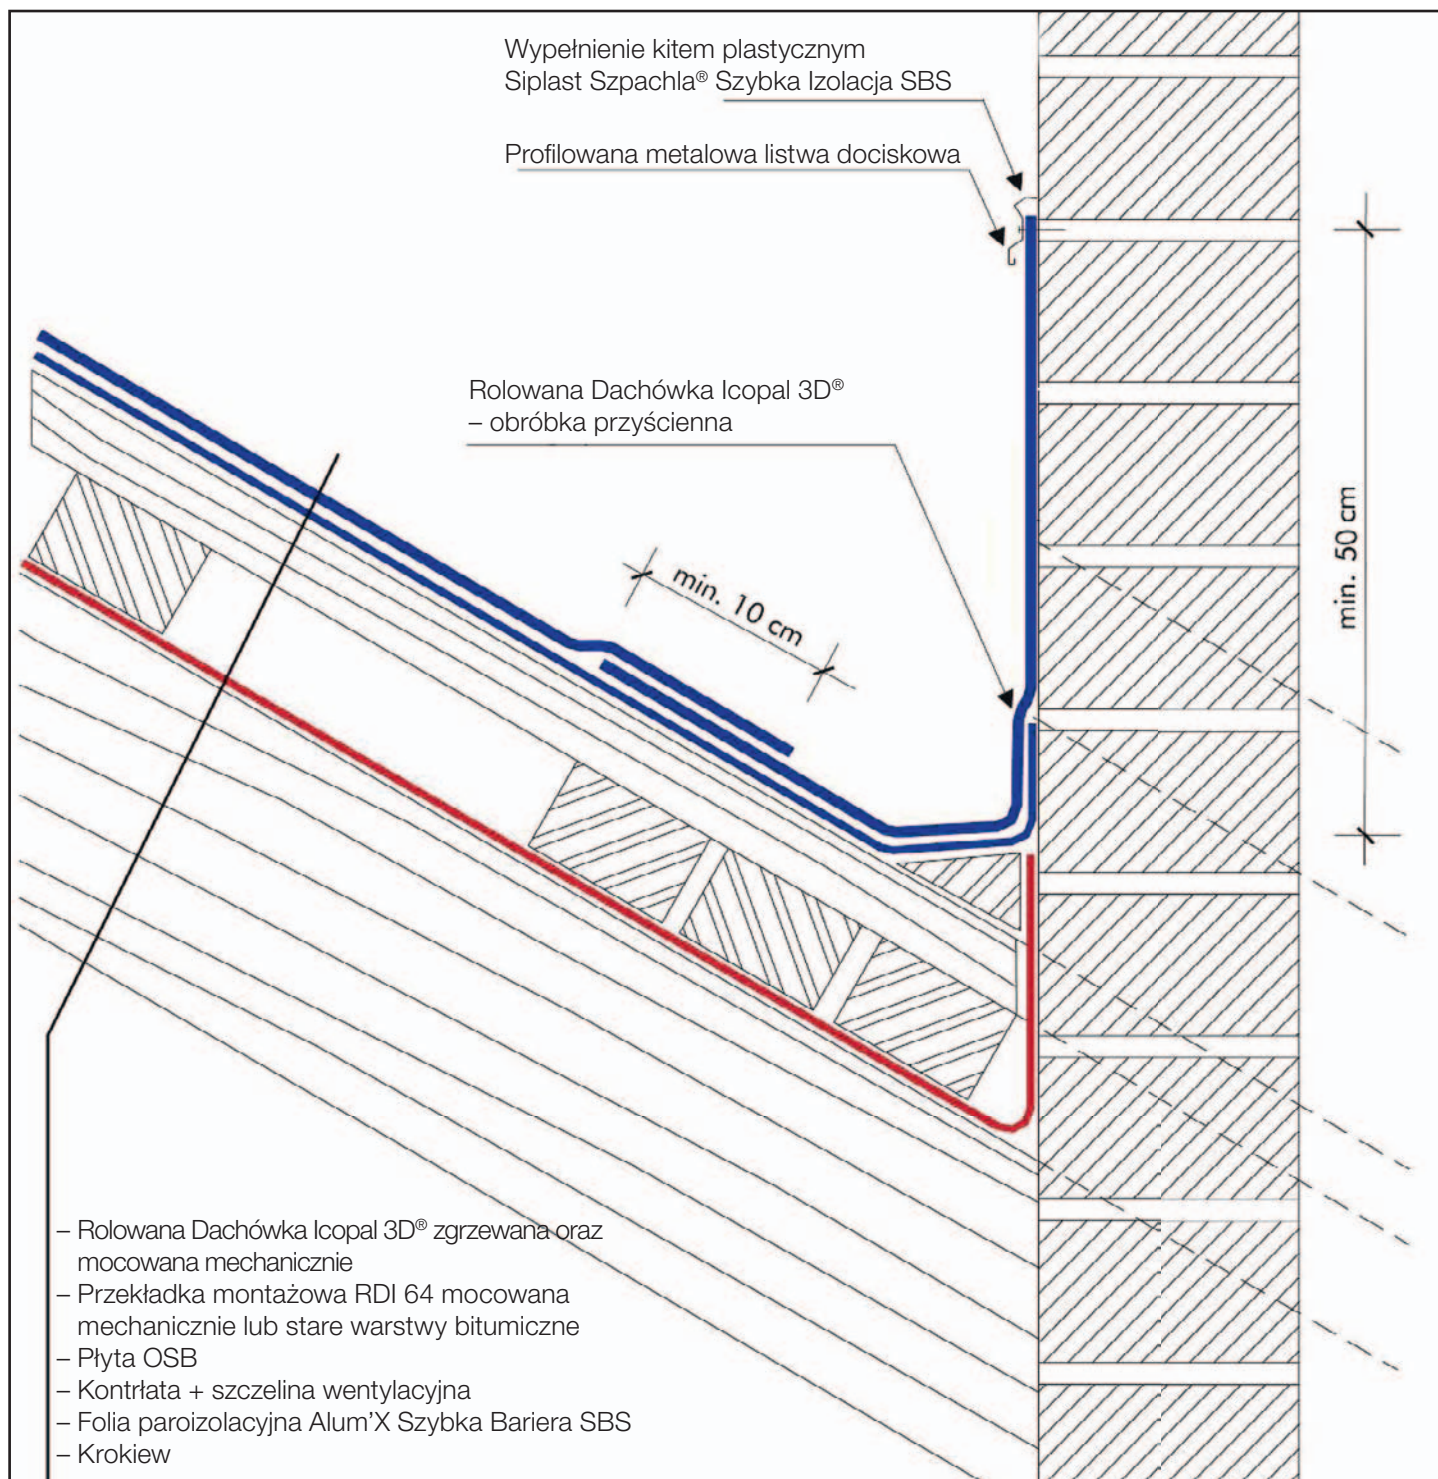 Wypełnienie kitem plastycznym
Siplast Szpachla® Szybka Izolacja SBS
Profilowana metalowa listwa dociskowa
Rolowana Dachówka Icopal 3D®
– obróbka przyścienna
min. 10 cm
min. 50 cm
– Rolowana Dachówka Icopal 3D® zgrzewana oraz
mocowana mechanicznie
– Przekładka montażowa RDI 64 mocowana
mechanicznie lub stare warstwy bitumiczne
– Płyta OSB
– Kontrłata + szczelina wentylacyjna
– Folia paroizolacyjna Alum’X Szybka Bariera SBS
– Krokiew